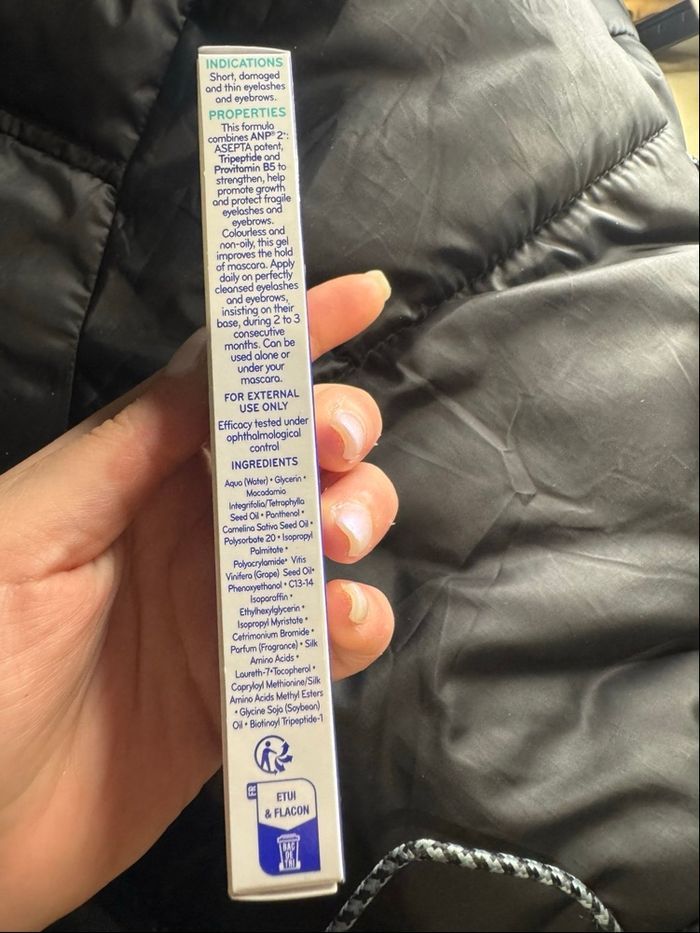 INDICATIONS
Short, damaged
and thin eyelashes
and eyebrows.
PROPERTIES
This formula
combines ANP® 2+:
ASEPTA patent,
Tripeptide and
Provitamin B5 to
strengthen, help
promote growth
and protect fragile
eyelashes and
eyebrows.
Colourless and
non-oily, this gel
improves the hold
of mascara. Apply
daily on perfectly
cleansed eyelashes
and eyebrows,
insisting on their
base, during 2 to 3
consecutive
months. Can be
used alone or
under your
mascara.
FOR EXTERNAL
USE ONLY
Efficacy tested under
ophthalmological
control
INGREDIENTS
Aqua (Water) • Glycerin •
Macadamia
Integrifolia/Tetraphylla
Seed Oil • Panthenol •
Camelina Sativa Seed Oil •
Polysorbate 20 • Isopropyl
Palmitate •
Polyacrylamide • Vitis
Vinifera (Grape) Seed Oil •
Phenoxyethanol • C13-14
Isoparaffin •
Ethylhexylglycerin •
Isopropyl Myristate •
Cetrimonium Bromide •
Parfum (Fragrance) • Silk
Amino Acids •
Laureth-7 • Tocopherol •
Capryloyl Methionine/Silk
Amino Acids Methyl Esters
• Glycine Soja (Soybean)
Oil • Biotinoyl Tripeptide-1
FR
ETUI
& FLACON
BAC
DE
TRI